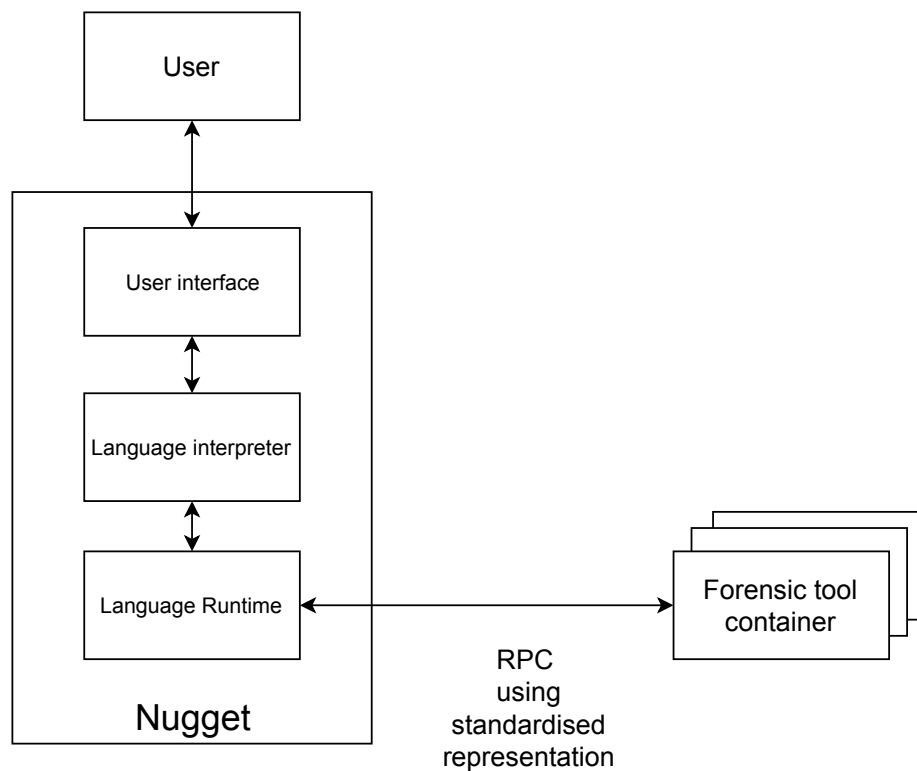 User
User interface
Language interpreter
Language Runtime
Nugget
RPC
using
standardised
representation
Forensic tool
container